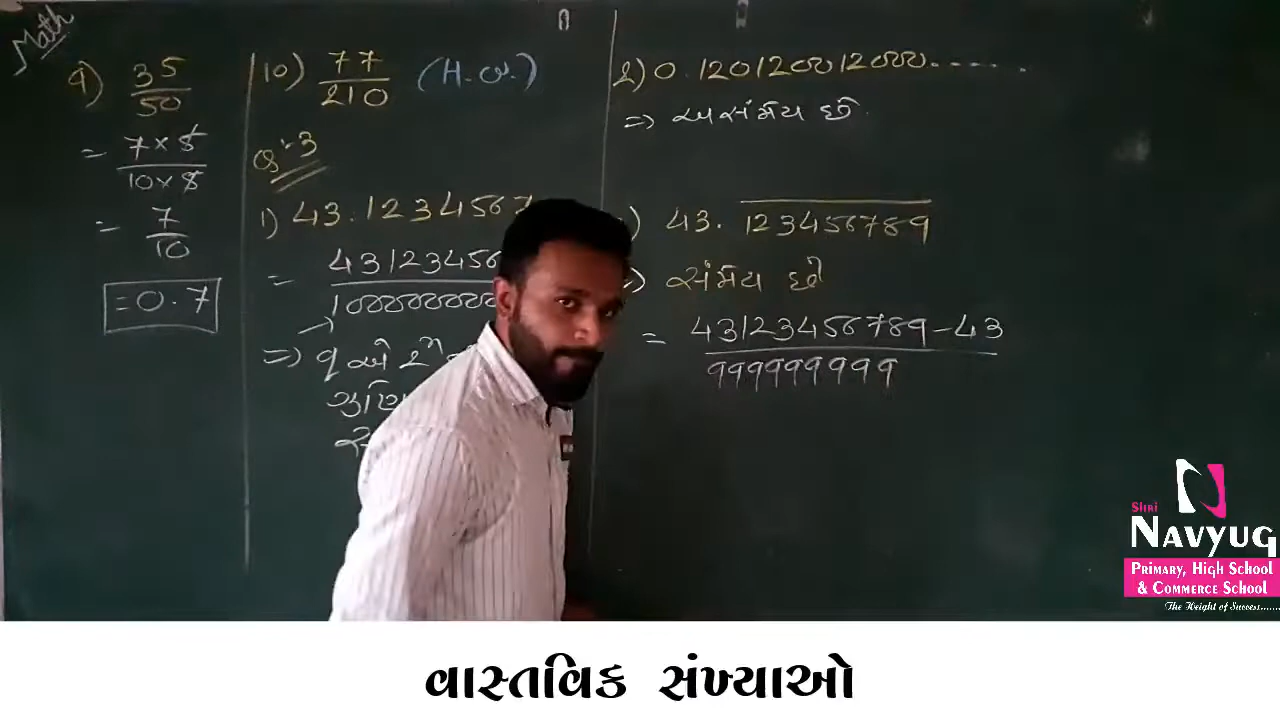 Math
9) 35/50
= 7×5/10×5
= 7/10
= 0.7
10) 77/210 (H.W.)
Q:3
1) 43.1234567
= 43123456
1000000000
⇒ q
2) 0.120120012000.....
⇒ અસંમેય છે.
) 43. 123456789
⇒ સંમેય છે
= 43123456789-43
999999999
Shri
NAVYUG
PRIMARY, HIGH SCHOOL
& COMMERCE SCHOOL
The Height of Success......
વાસ્તવિક સંખ્યાઓ